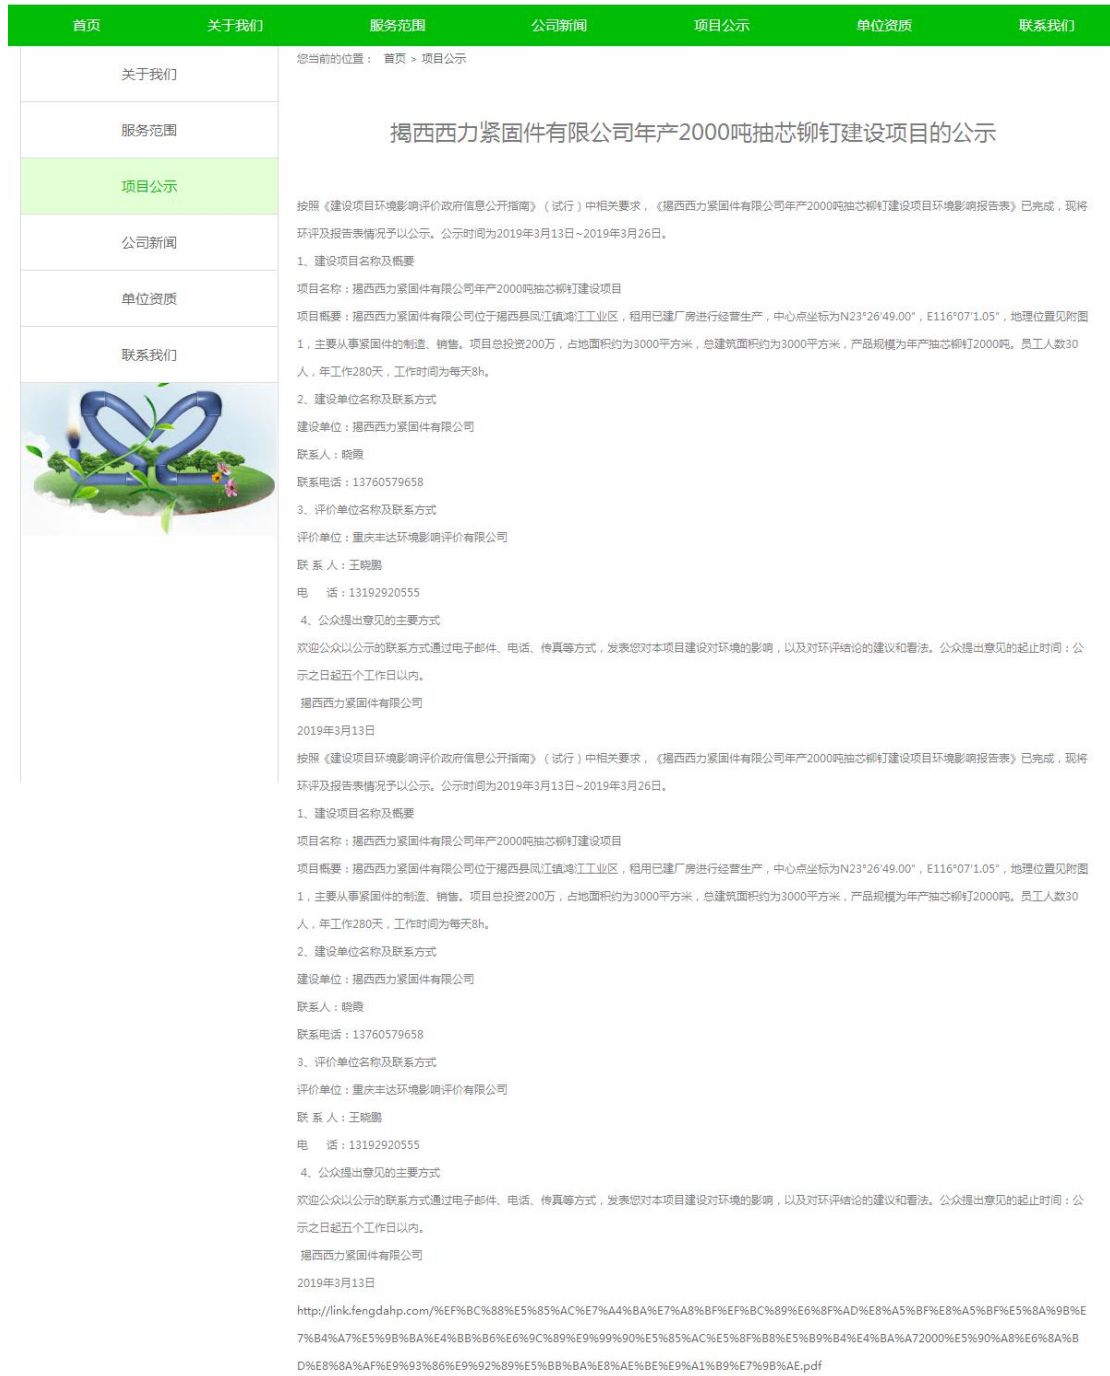 首页 关于我们 服务范围 公司新闻 项目公示 单位资质 联系我们
关于我们
服务范围
项目公示
公司新闻
单位资质
联系我们
您当前的位置： 首页 > 项目公示
揭西西力紧固件有限公司年产2000吨抽芯铆钉建设项目的公示
按照《建设项目环境影响评价政府信息公开指南》（试行）中相关要求，《揭西西力紧固件有限公司年产2000吨抽芯铆钉建设项目环境影响报告表》已完成，现将
环评及报告表情况予以公示。公示时间为2019年3月13日~2019年3月26日。
1、建设项目名称及概要
项目名称：揭西西力紧固件有限公司年产2000吨抽芯铆钉建设项目
项目概要：揭西西力紧固件有限公司位于揭西县凤江镇鸿江工业区，租用已建厂房进行经营生产，中心点坐标为N23°26'49.00"，E116°07'1.05"，地理位置见附图
1，主要从事紧固件的制造、销售。项目总投资200万，占地面积约为3000平方米，总建筑面积约为3000平方米，产品规模为年产抽芯铆钉2000吨。员工人数30
人，年工作280天，工作时间为每天8h。
2、建设单位名称及联系方式
建设单位：揭西西力紧固件有限公司
联系人：晓霞
联系电话：13760579658
3、评价单位名称及联系方式
评价单位：重庆丰达环境影响评价有限公司
联 系 人：王晓鹏
电 话：13192920555
4、公众提出意见的主要方式
欢迎公众以公示的联系方式通过电子邮件、电话、传真等方式，发表您对本项目建设对环境的影响，以及对环评结论的建议和看法。公众提出意见的起止时间：公
示之日起五个工作日以内。
揭西西力紧固件有限公司
2019年3月13日
按照《建设项目环境影响评价政府信息公开指南》（试行）中相关要求，《揭西西力紧固件有限公司年产2000吨抽芯铆钉建设项目环境影响报告表》已完成，现将
环评及报告表情况予以公示。公示时间为2019年3月13日~2019年3月26日。
1、建设项目名称及概要
项目名称：揭西西力紧固件有限公司年产2000吨抽芯铆钉建设项目
项目概要：揭西西力紧固件有限公司位于揭西县凤江镇鸿江工业区，租用已建厂房进行经营生产，中心点坐标为N23°26'49.00"，E116°07'1.05"，地理位置见附图
1，主要从事紧固件的制造、销售。项目总投资200万，占地面积约为3000平方米，总建筑面积约为3000平方米，产品规模为年产抽芯铆钉2000吨。员工人数30
人，年工作280天，工作时间为每天8h。
2、建设单位名称及联系方式
建设单位：揭西西力紧固件有限公司
联系人：晓霞
联系电话：13760579658
3、评价单位名称及联系方式
评价单位：重庆丰达环境影响评价有限公司
联 系 人：王晓鹏
电 话：13192920555
4、公众提出意见的主要方式
欢迎公众以公示的联系方式通过电子邮件、电话、传真等方式，发表您对本项目建设对环境的影响，以及对环评结论的建议和看法。公众提出意见的起止时间：公
示之日起五个工作日以内。
揭西西力紧固件有限公司
2019年3月13日
http://link.fengdahp.com/%EF%BC%88%E5%85%AC%E7%A4%BA%E7%A8%BF%EF%BC%89%E6%8F%AD%E8%A5%BF%E8%A5%BF%E5%8A%9B%E
7%B4%A7%E5%9B%BA%E4%BB%B6%E6%9C%89%E9%99%90%E5%85%AC%E5%8F%B8%E5%B9%B4%E4%BA%A72000%E5%90%A8%E6%8A%B
D%E8%8A%AF%E9%93%86%E9%92%89%E5%BB%BA%E8%AE%BE%E9%A1%B9%E7%9B%AE.pdf